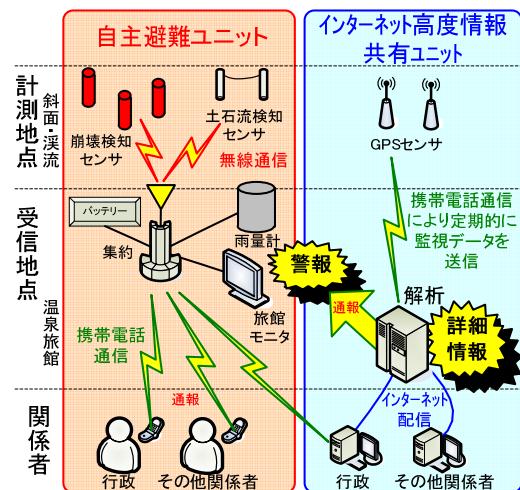 自主避難ユニット
インターネット高度情報
共有ユニット
計測地点
斜面・渓流
崩壊検知
センサ
土石流検知
センサ
無線通信
GPSセンサ
携帯電話通信
により定期的に
監視データを
送信
受信地点
温泉旅館
バッテリー
集約
雨量計
旅館
モニタ
警報
通報
解析
詳細
情報
携帯電話
通信
通報
インターネット
配信
関係者
行政
その他関係者
行政
その他関係者